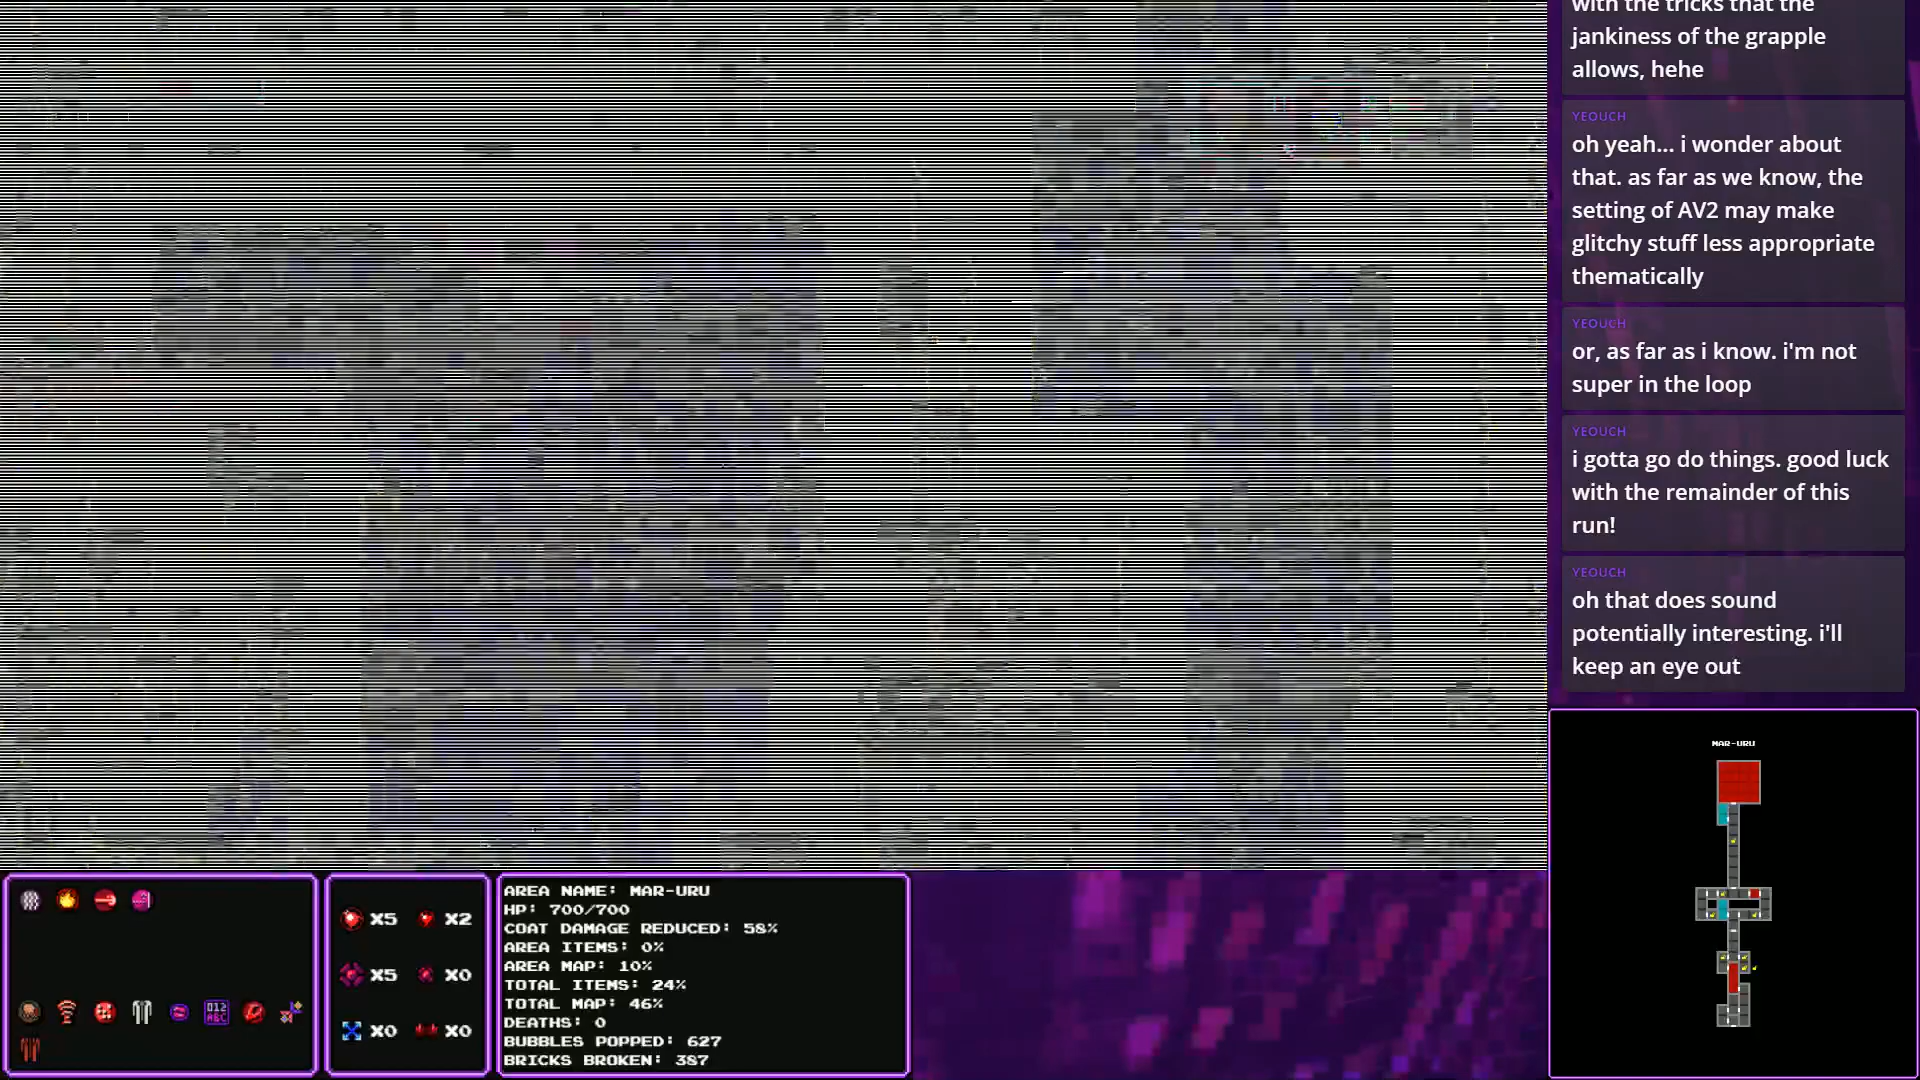 with the tricks that the
jankiness of the grapple
allows, hehe
YEOUCH
oh yeah... i wonder about
that. as far as we know, the
setting of AV2 may make
glitchy stuff less appropriate
thematically
YEOUCH
or, as far as i know. i'm not
super in the loop
YEOUCH
i gotta go do things. good luck
with the remainder of this
run!
YEOUCH
oh that does sound
potentially interesting. i'll
keep an eye out
MAR-URU
012
ABC
X5 X2
X5 X0
X0 X0
AREA NAME: MAR-URU
HP: 700/700
COAT DAMAGE REDUCED: 58%
AREA ITEMS: 0%
AREA MAP: 10%
TOTAL ITEMS: 24%
TOTAL MAP: 46%
DEATHS: 0
BUBBLES POPPED: 627
BRICKS BROKEN: 387